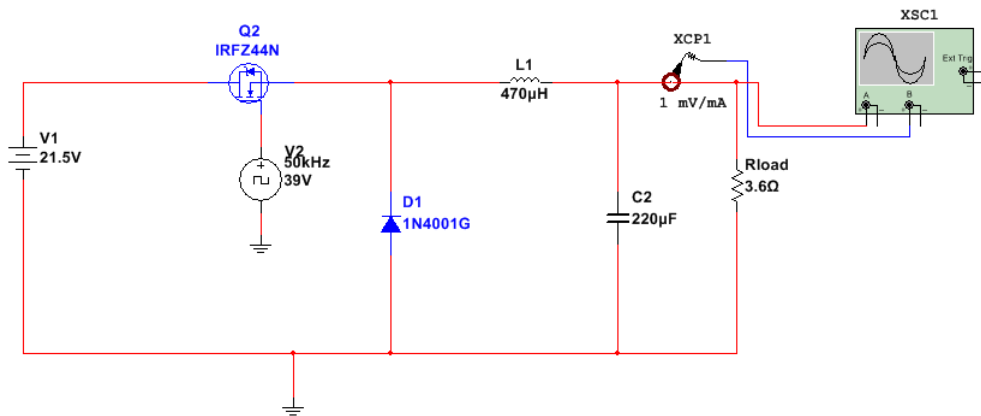 XSC1
Q2
IRFZ44N
XCP1
Ext Trig
L1
470µH
A
B
1 mV/mA
V1
21.5V
V2
50kHz
39V
Rload
3.6Ω
D1
1N4001G
C2
220µF